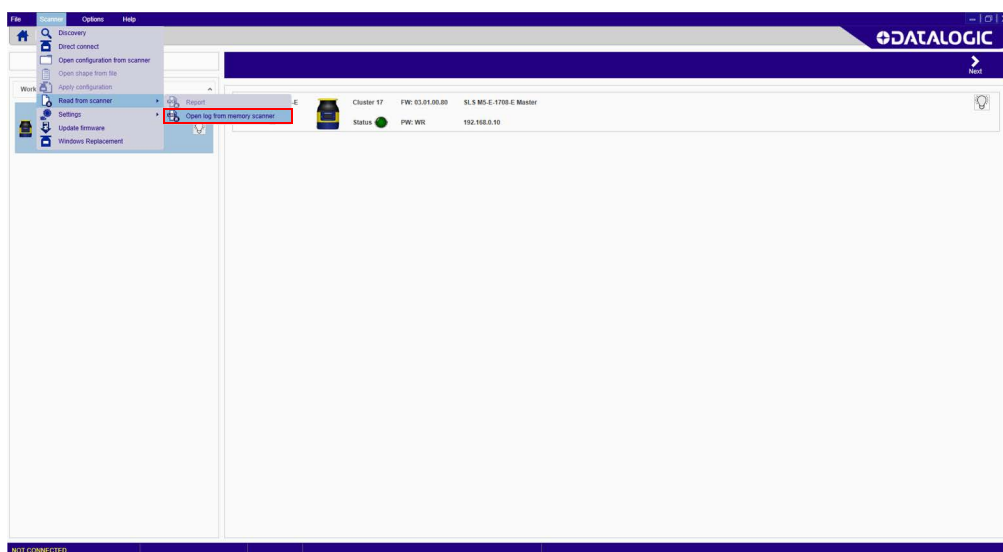 File Scanner Options Help
DATALOGIC
Discovery
Direct connect
Open configuration from scanner
Open shape from file
Apply configuration
Read from scanner
Settings
Update firmware
Windows Replacement
Report
Open log from memory scanner
Next
Work
-E
Cluster 17 FW: 03.01.00.80 SLS M5-E-1708-E Master
Status PW: WR 192.168.0.10
NOT CONNECTED